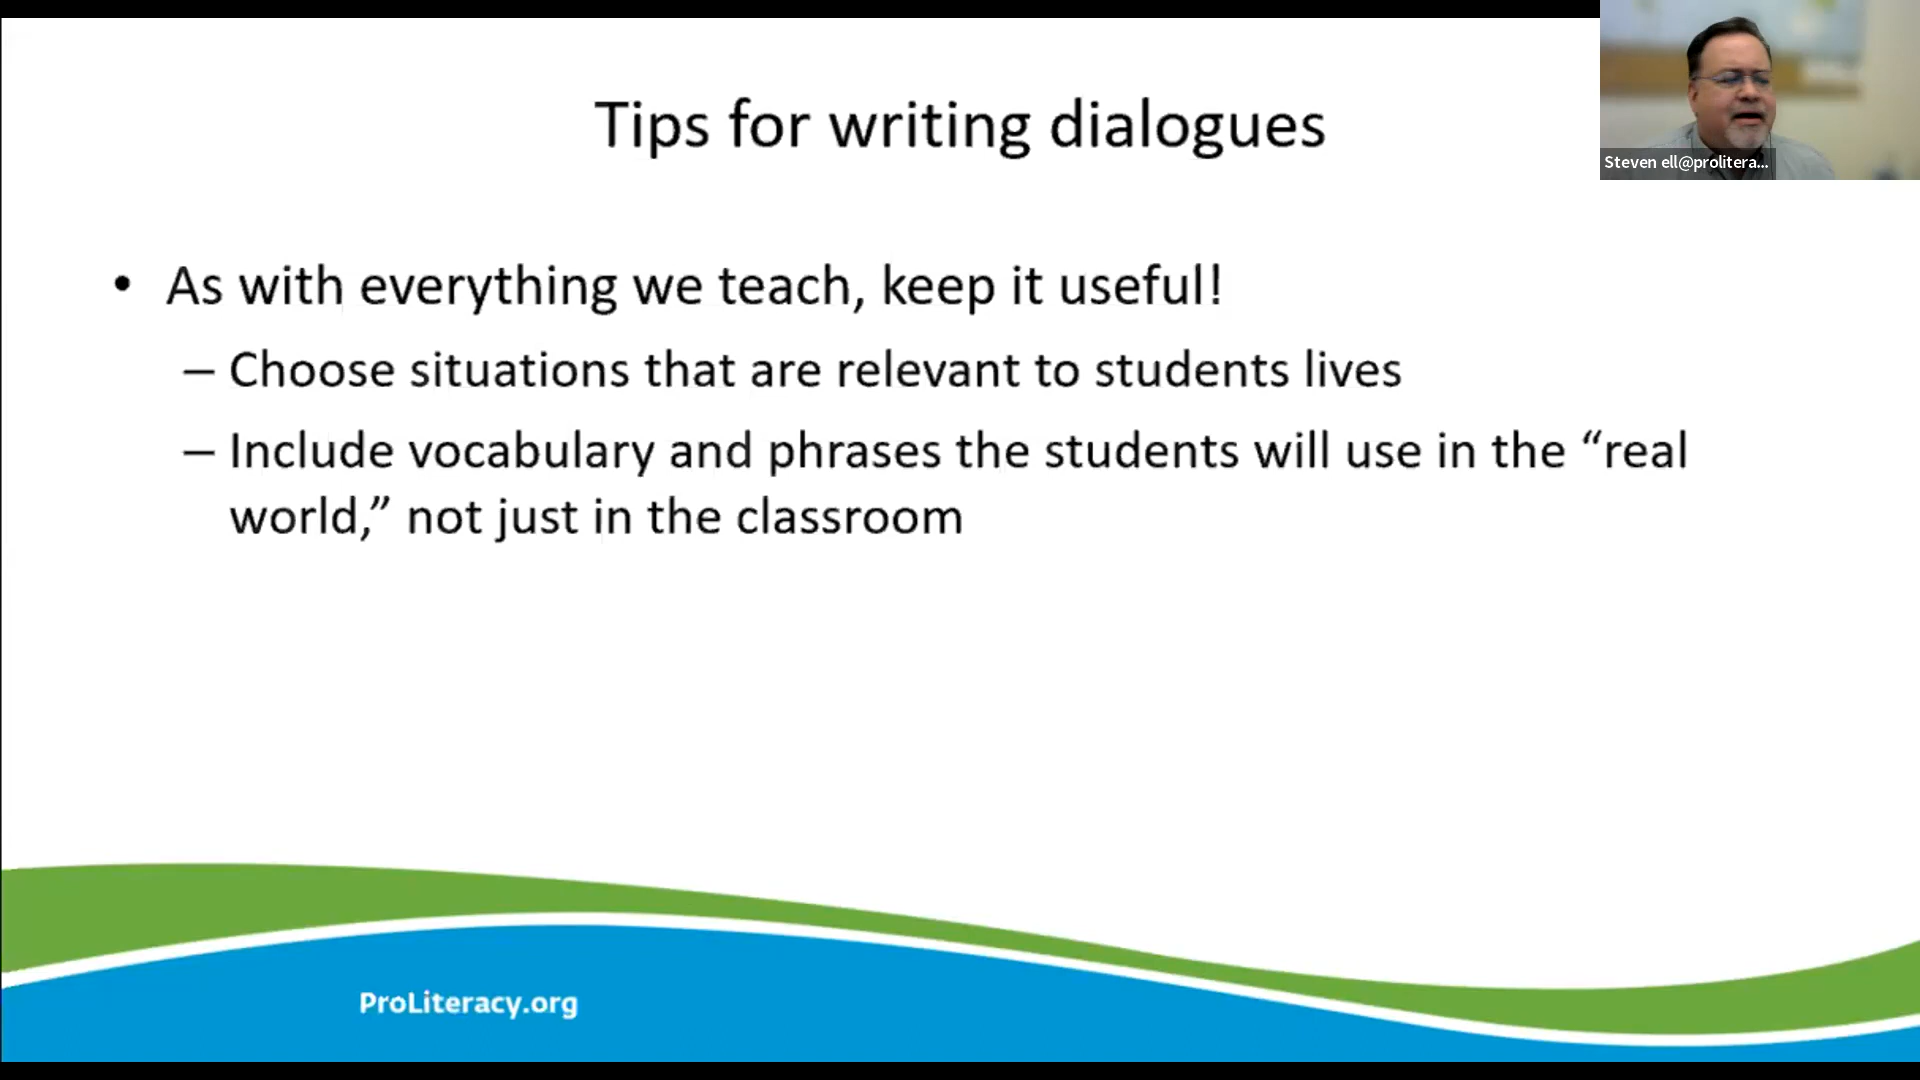 Tips for writing dialogues
Steven ell@prolitera...
• As with everything we teach, keep it useful!
– Choose situations that are relevant to students lives
– Include vocabulary and phrases the students will use in the “real
world,” not just in the classroom
ProLiteracy.org